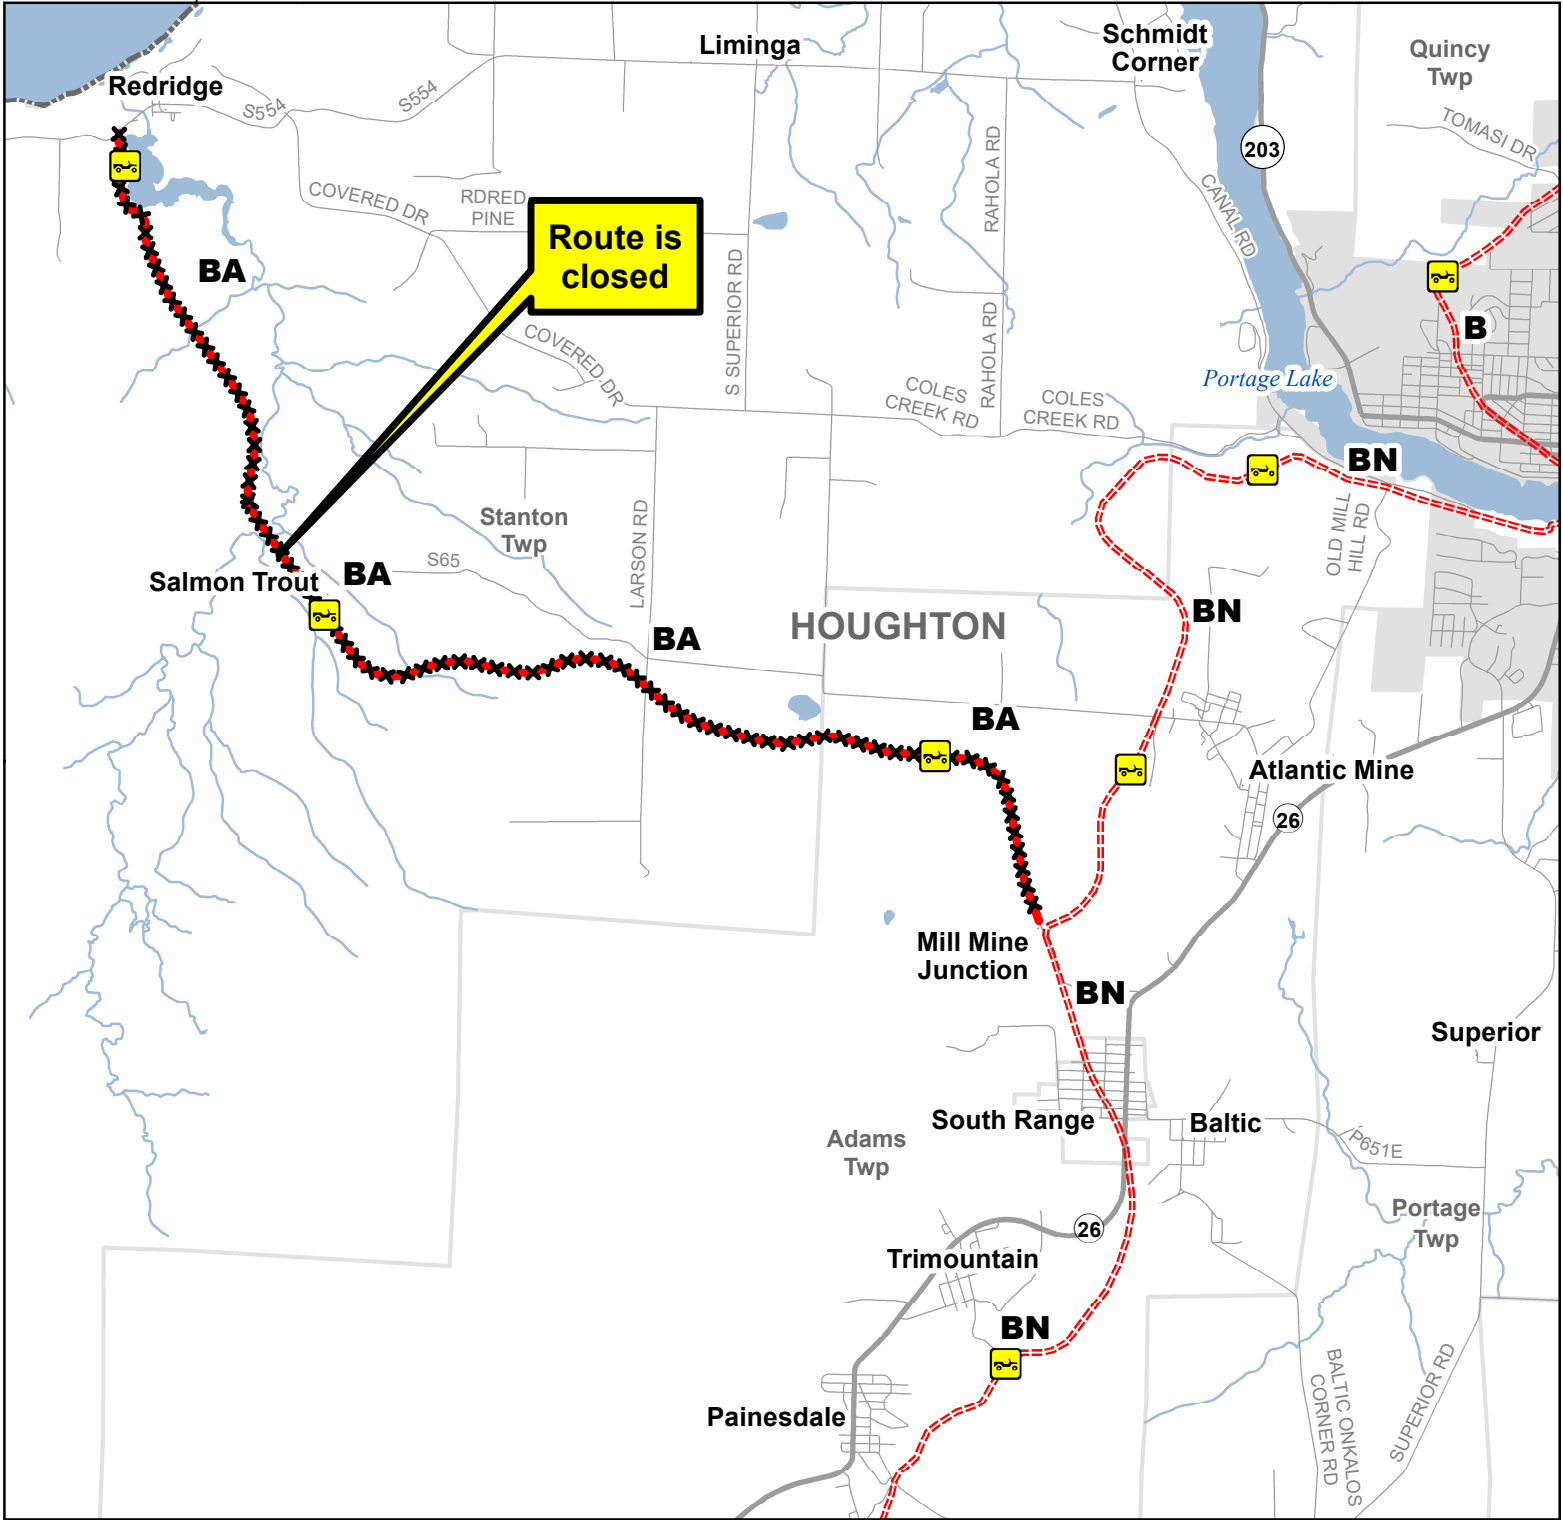 Liminga
Schmidt
Corner
Quincy
Twp
Redridge
S554
S554
TOMASI DR
203
RAHOLA RD
CANAL RD
COVERED DR
RDRED
PINE
Route is
closed
BA
S SUPERIOR RD
B
RAHOLA RD
COVERED DR
Portage Lake
COLES
CREEK RD
COLES
CREEK RD
BN
Stanton
Twp
LARSON RD
OLD MILL
HILL RD
S65
Salmon Trout
BA
BN
HOUGHTON
BA
BA
Atlantic Mine
26
Mill Mine
Junction
BN
Superior
South Range
Baltic
Adams
Twp
P651E
Portage
Twp
26
Trimountain
BN
BALTIC ONKALOS
CORNER RD
SUPERIOR RD
Painesdale